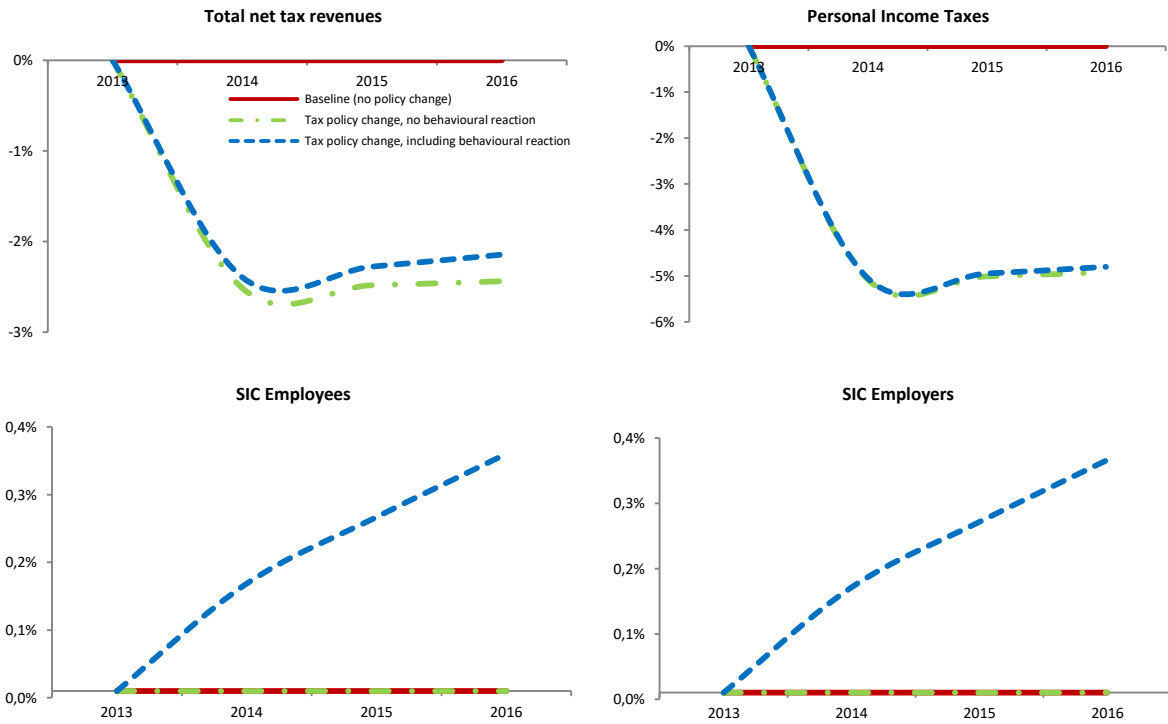 Total net tax revenues
0%
-1%
-2%
-3%
2013 2014 2015 2016
Baseline (no policy change)
Tax policy change, no behavioural reaction
Tax policy change, including behavioural reaction
Personal Income Taxes
0%
-1%
-2%
-3%
-4%
-5%
-6%
2013 2014 2015 2016
SIC Employees
0,4%
0,3%
0,2%
0,1%
0,0%
2013 2014 2015 2016
SIC Employers
0,4%
0,3%
0,2%
0,1%
0,0%
2013 2014 2015 2016